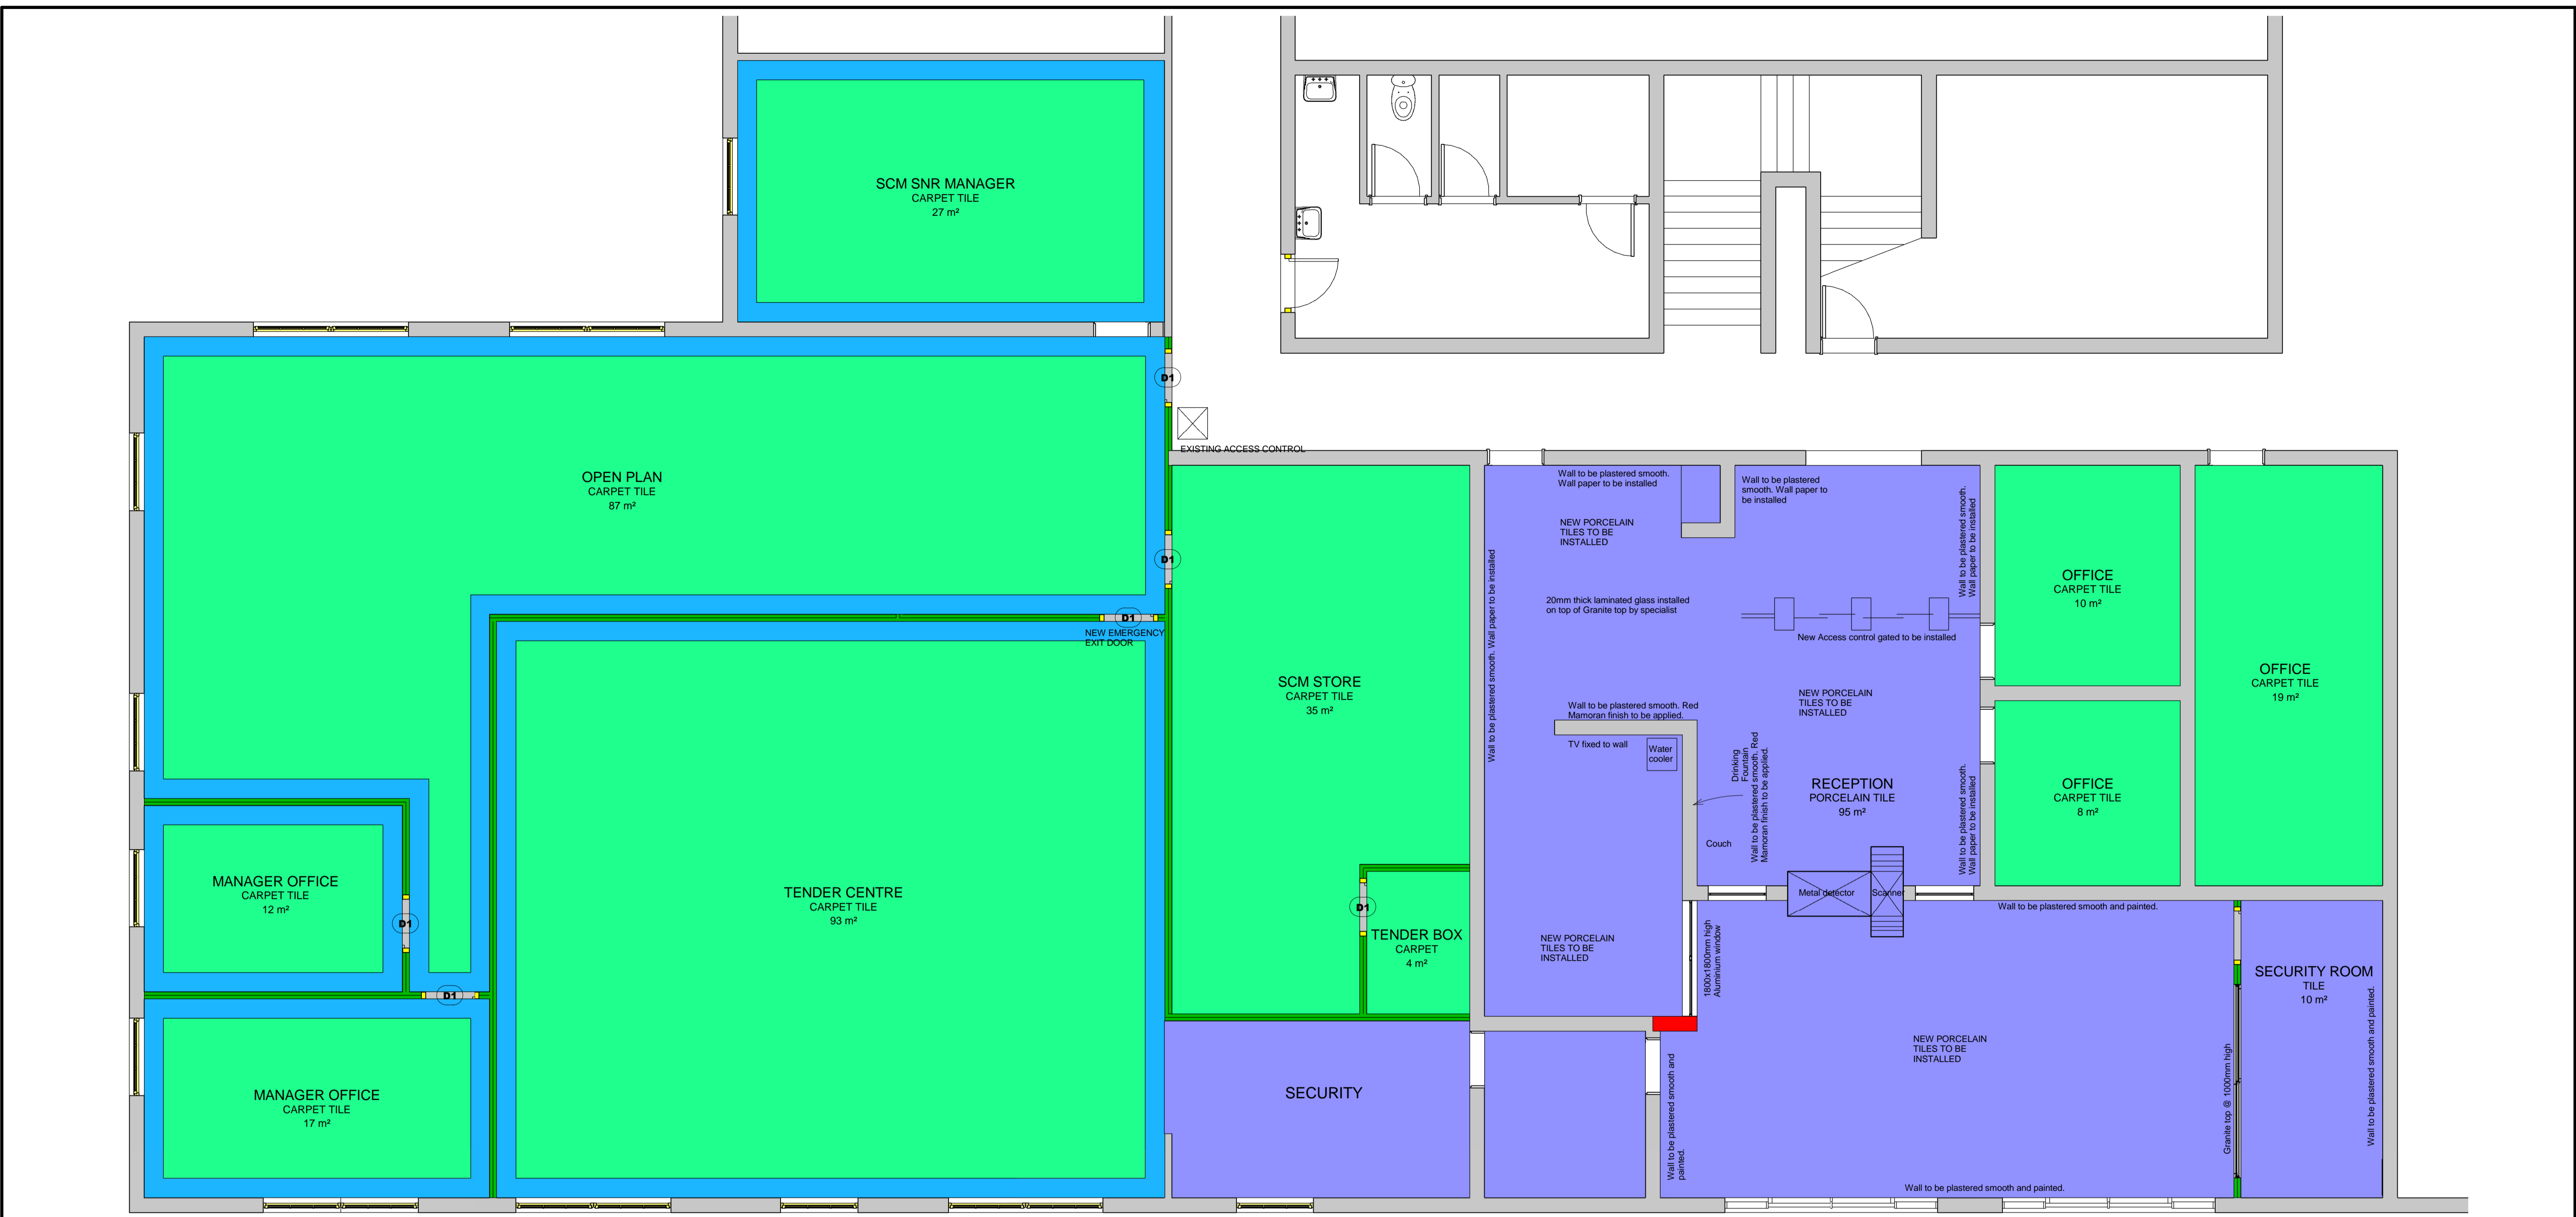 SCM SNR MANAGER
CARPET TILE
27 m²
D1
EXISTING ACCESS CONTROL
OPEN PLAN
CARPET TILE
87 m²
D1
D1
NEW EMERGENCY
EXIT DOOR
MANAGER OFFICE
CARPET TILE
12 m²
D1
D1
MANAGER OFFICE
CARPET TILE
17 m²
TENDER CENTRE
CARPET TILE
93 m²
SCM STORE
CARPET TILE
35 m²
D1
TENDER BOX
CARPET
4 m²
SECURITY
Wall to be plastered smooth.
Wall paper to be installed
Wall to be plastered
smooth. Wall paper to
be installed
NEW PORCELAIN
TILES TO BE
INSTALLED
Wall to be plastered smooth. Wall paper to be installed
20mm thick laminated glass installed
on top of Granite top by specialist
Wall to be plastered smooth.
Wall paper to be installed
New Access control gated to be installed
NEW PORCELAIN
TILES TO BE
INSTALLED
Wall to be plastered smooth. Red
Mamoran finish to be applied.
TV fixed to wall
Water
cooler
Drinking
Fountain
Wall to be plastered smooth. Red
Mamoran finish to be applied.
RECEPTION
PORCELAIN TILE
95 m²
Couch
Wall to be plastered smooth.
Wall paper to be installed
Metal detector
Scanner
OFFICE
CARPET TILE
10 m²
OFFICE
CARPET TILE
8 m²
OFFICE
CARPET TILE
19 m²
NEW PORCELAIN
TILES TO BE
INSTALLED
1800x1800mm high
Aluminium window
Wall to be plastered smooth and painted.
NEW PORCELAIN
TILES TO BE
INSTALLED
Wall to be plastered smooth and
painted.
Wall to be plastered smooth and painted.
Granite top @ 1000mm high
SECURITY ROOM
TILE
10 m²
Wall to be plastered smooth and painted.